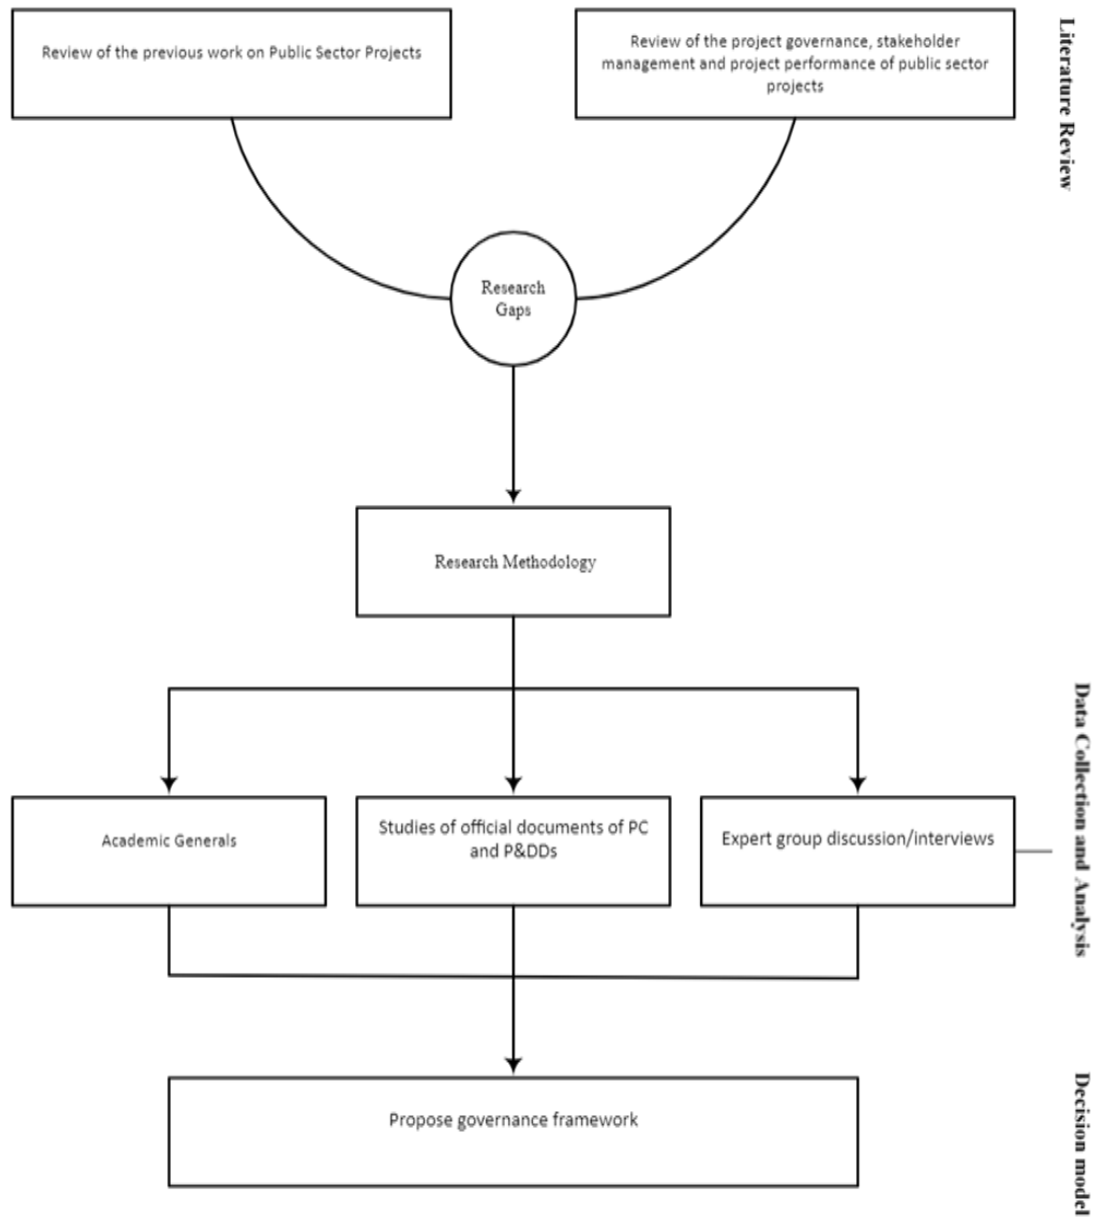 Review of the previous work on Public Sector Projects
Review of the project governance, stakeholder
management and project performance of public sector
projects
Literature Review
Research
Gaps
Research Methodology
Data Collection and Analysis
Academic Generals
Studies of official documents of PC
and P&DDs
Expert group discussion/interviews
Propose governance framework
Decision model